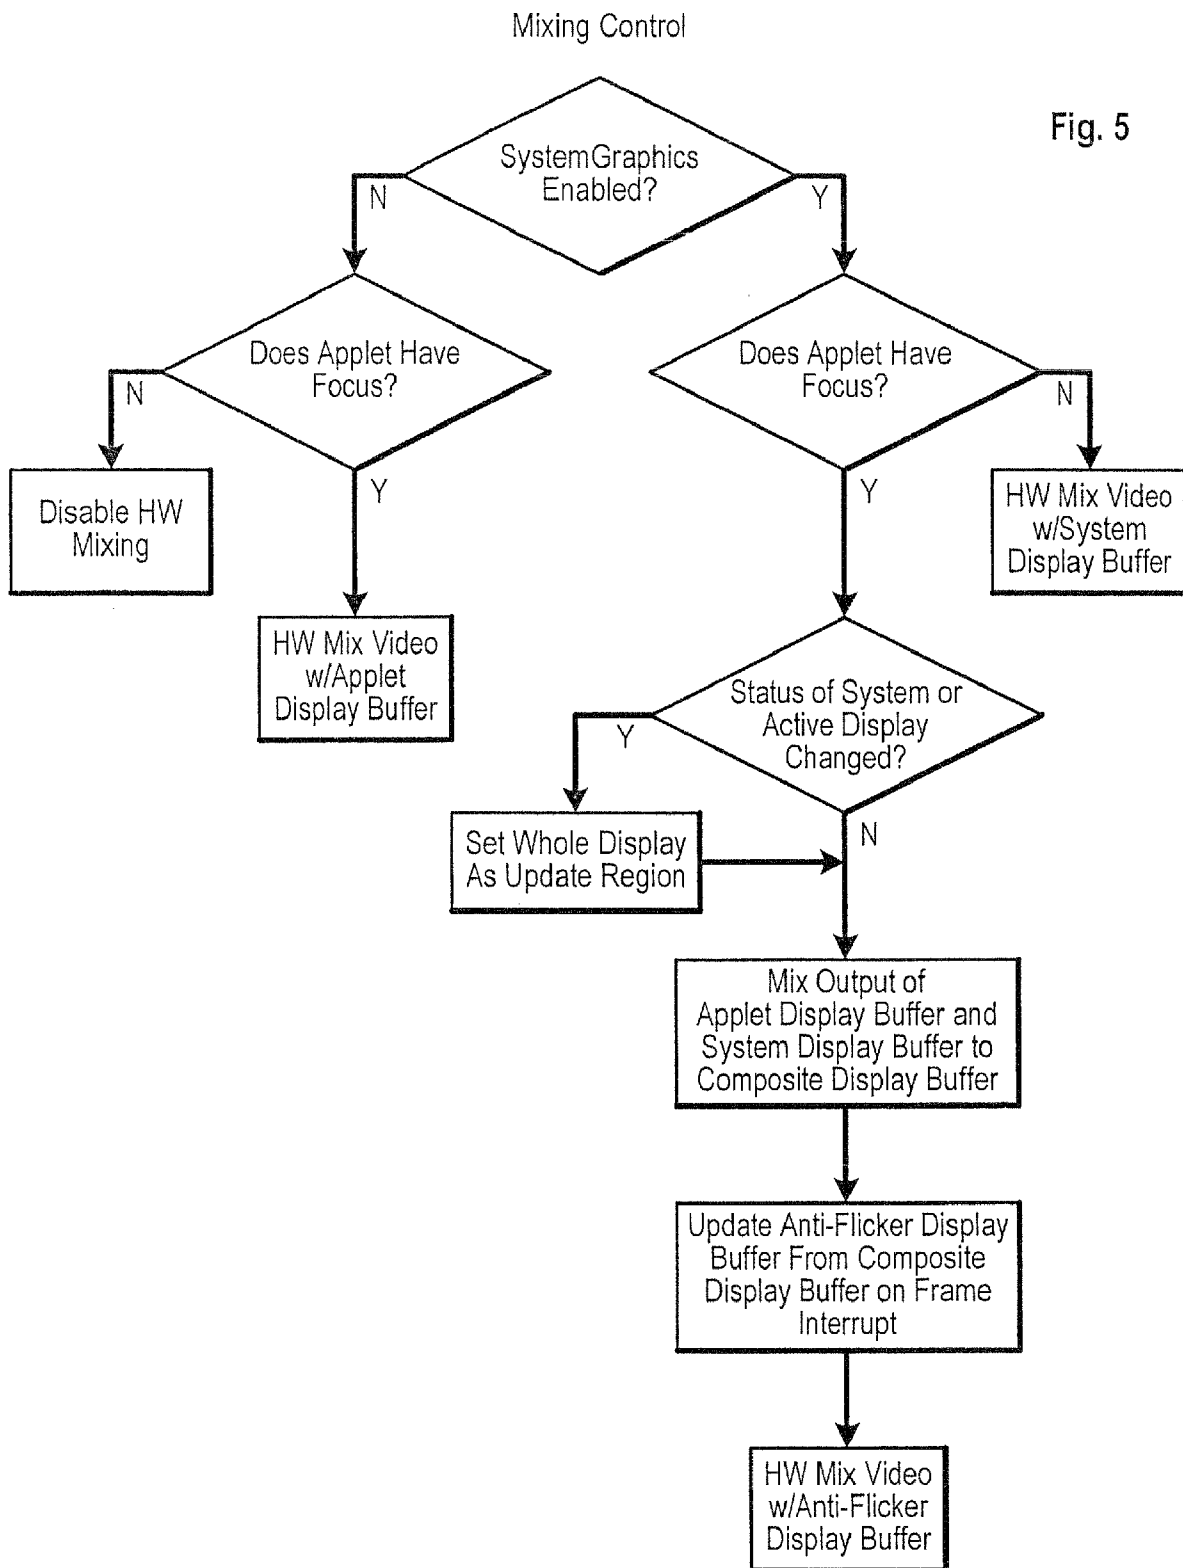 Mixing Control
Fig. 5
SystemGraphics
Enabled?
N
Y
Does Applet Have
Focus?
N
Y
Does Applet Have
Focus?
N
Y
Disable HW
Mixing
HW Mix Video
w/System
Display Buffer
HW Mix Video
w/Applet
Display Buffer
Status of System or
Active Display
Changed?
Y
N
Set Whole Display
As Update Region
Mix Output of
Applet Display Buffer and
System Display Buffer to
Composite Display Buffer
Update Anti-Flicker Display
Buffer From Composite
Display Buffer on Frame
Interrupt
HW Mix Video
w/Anti-Flicker
Display Buffer